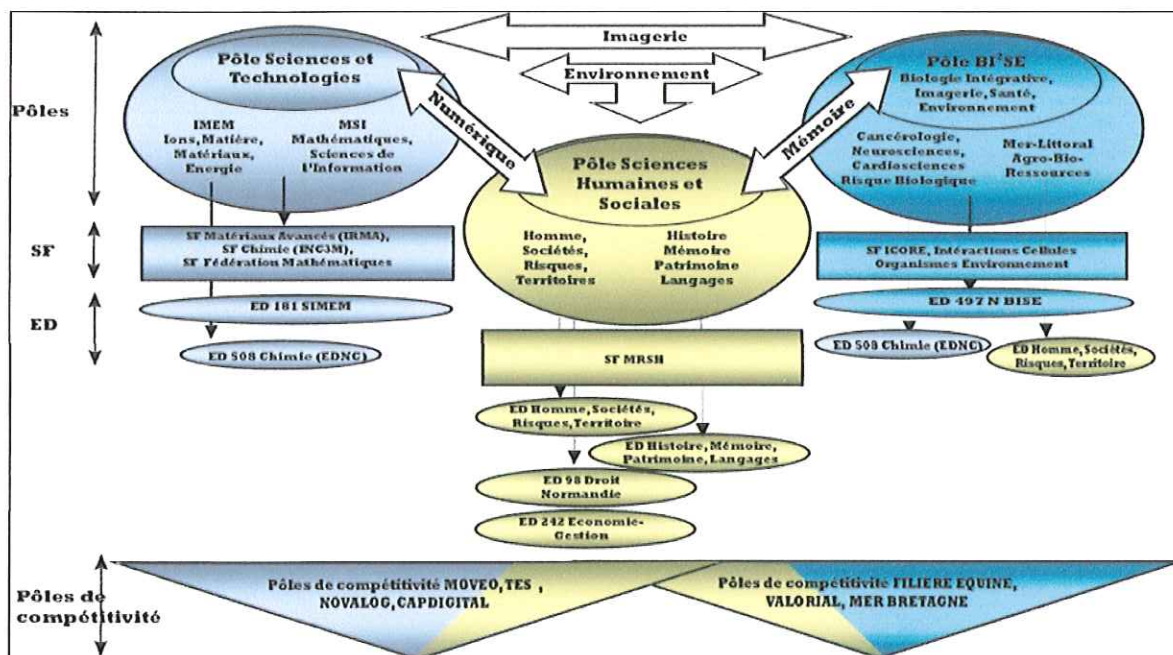 Imagerie
Environnement
Numérique
Mémoire
Pôles
Pôle Sciences et
Technologies
IMEM
Ions, Matière,
Matériaux,
Energie
MSI
Mathématiques,
Sciences de
l'Information
Pôle Sciences
Humaines et
Sociales
Homme,
Sociétés,
Risques,
Territoires
Histoire
Mémoire
Patrimoine
Langages
Pôle BI²SE
Biologie Intégrative,
Imagerie, Santé,
Environnement
Cancérologie,
Neurosciences,
Cardiosciences
Risque Biologique
Mer-Littoral
Agro-Bio-
Ressources
SF
SF Matériaux Avancés (IRMA),
SF Chimie (INC3M),
SF Fédération Mathématiques
SF ICORE, Intéractions Cellules
Organismes Environnement
ED
ED 181 SIMEM
ED 508 Chimie (EDNC)
SF MRSH
ED Homme, Sociétés,
Risques, Territoire
ED Histoire, Mémoire,
Patrimoine, Langages
ED 98 Droit
Normandie
ED 242 Economie-
Gestion
ED 497 N BISE
ED 508 Chimie (EDNC)
ED Homme, Sociétés,
Risques, Territoire
Pôles de
compétitivité
Pôles de compétitivité MOVEO, TES ,
NOVALOG, CAPDIGITAL
Pôles de compétitivité FILIERE EQUINE,
VALORIAL, MER BRETAGNE